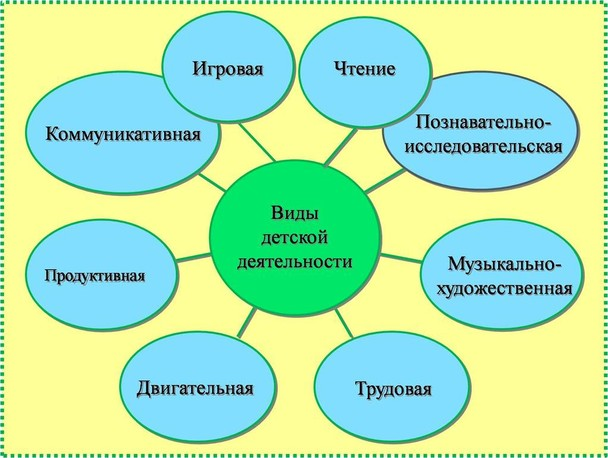 Игровая
Чтение
Коммуникативная
Познавательно-
исследовательская
Виды
детской
деятельности
Продуктивная
Музыкально-
художественная
Двигательная
Трудовая